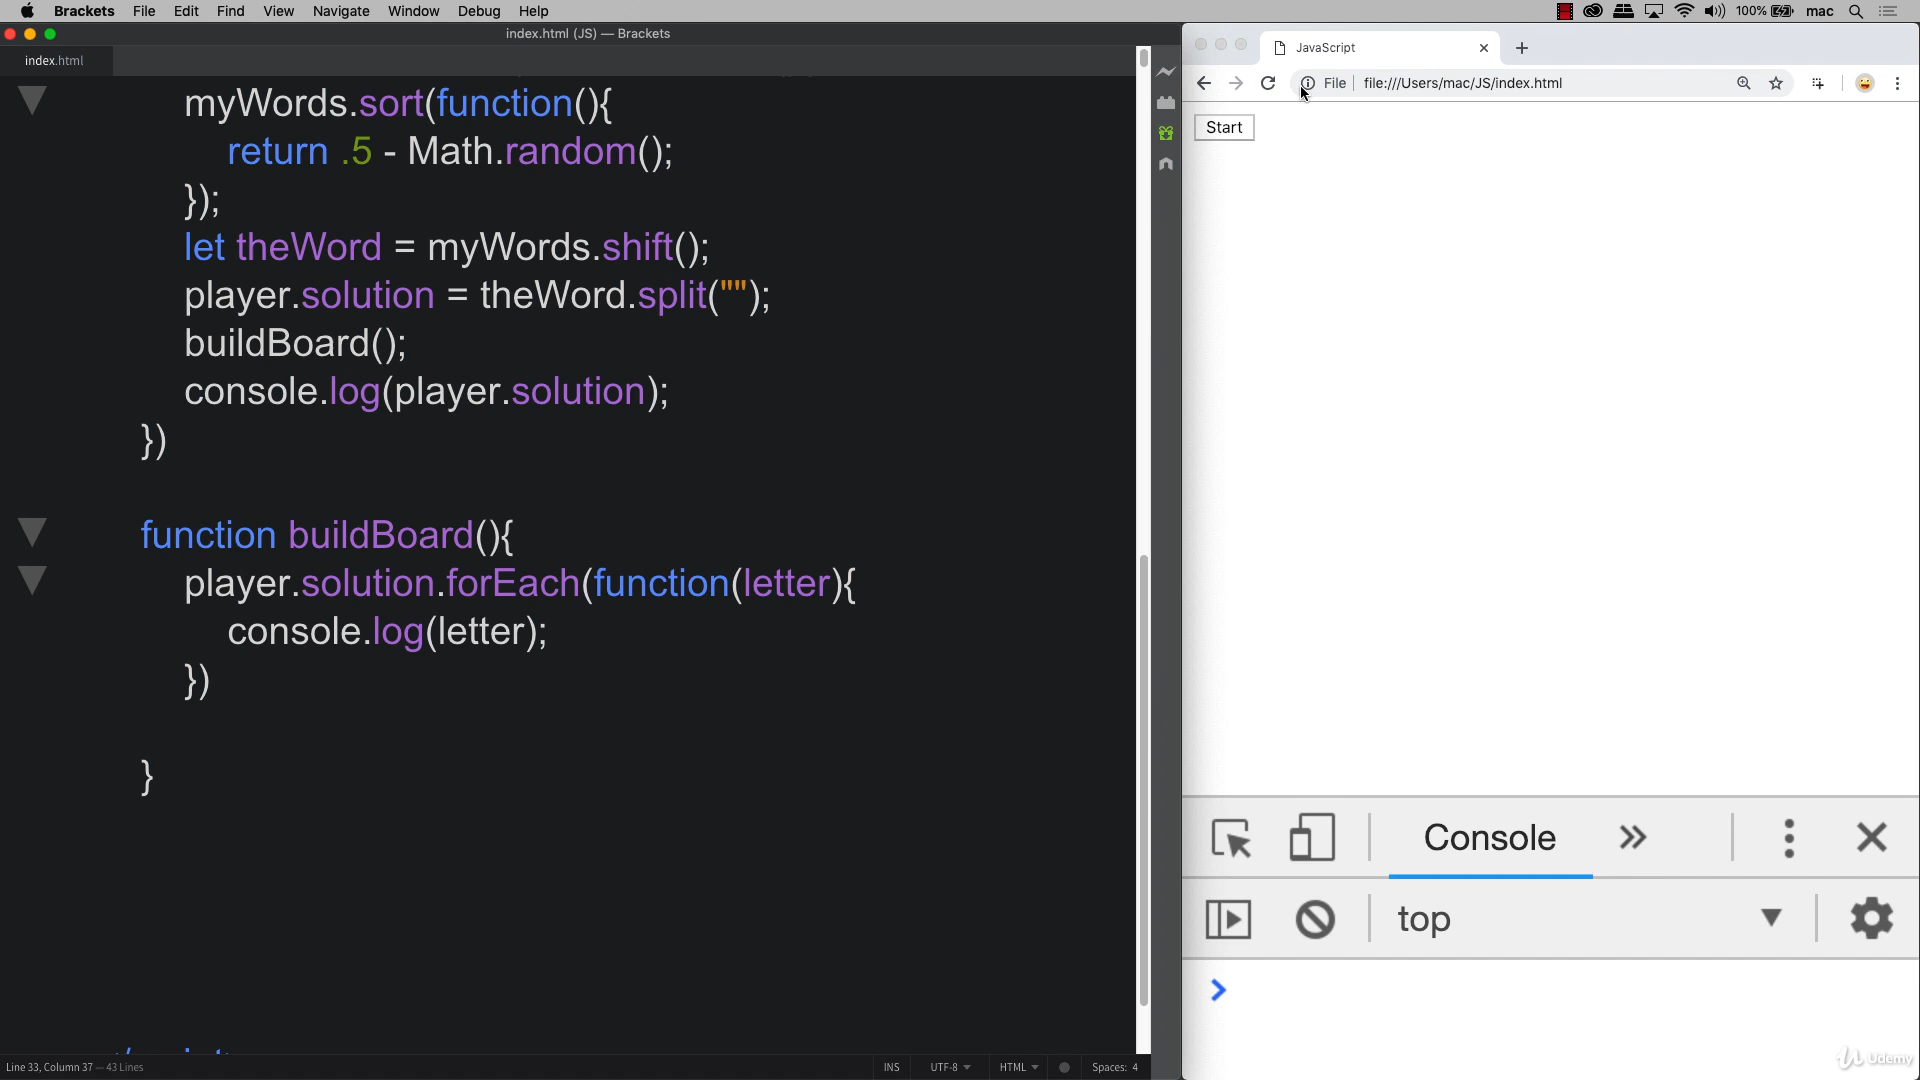 Brackets File Edit Find View Navigate Window Debug Help
100% mac
index.html (JS) — Brackets
index.html
myWords.sort(function(){
return .5 - Math.random();
});
let theWord = myWords.shift();
player.solution = theWord.split("");
buildBoard();
console.log(player.solution);
})
function buildBoard(){
player.solution.forEach(function(letter){
console.log(letter);
})
}
Line 33, Column 37 — 43 Lines
INS UTF-8 HTML Spaces: 4
JavaScript
File file:///Users/mac/JS/index.html
Start
Console
top
Udemy